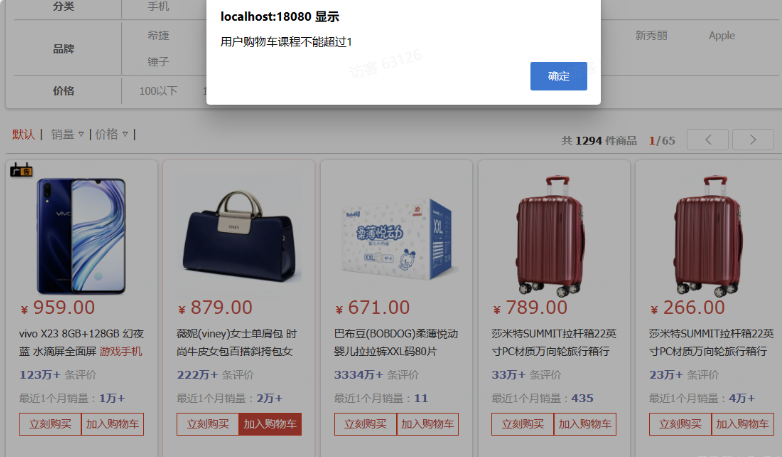 localhost:18080 显示
用户购物车课程不能超过1
确定
访客 63126
分类 手机
品牌 希捷 新秀丽 Apple
锤子
价格 100以下
默认 | 销量 ▿ | 价格 ▿ |
共 1294 件商品 1/65
¥ 959.00
vivo X23 8GB+128GB 幻夜
蓝 水滴屏全面屏 游戏手机
123万+ 条评价
最近1个月销量：1万+
立刻购买 加入购物车
¥ 879.00
薇妮(viney)女士单肩包 时
尚牛皮女包百搭斜挎包女
222万+ 条评价
最近1个月销量：2万+
立刻购买 加入购物车
¥ 671.00
巴布豆(BOBDOG)柔薄悦动
婴儿拉拉裤XXL码80片
3334万+ 条评价
最近1个月销量：11
立刻购买 加入购物车
¥ 789.00
莎米特SUMMIT拉杆箱22英
寸PC材质万向轮旅行箱行
33万+ 条评价
最近1个月销量：435
立刻购买 加入购物车
¥ 266.00
莎米特SUMMIT拉杆箱22英
寸PC材质万向轮旅行箱行
23万+ 条评价
最近1个月销量：4万+
立刻购买 加入购物车
vivo
柔薄悦动
XXL